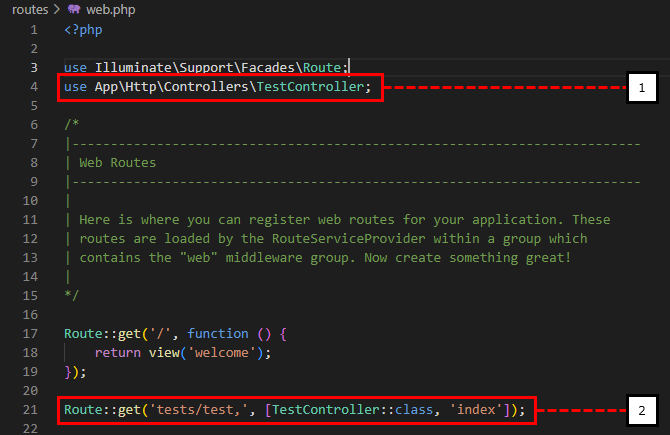 routes > web.php
1 <?php
2
3 use Illuminate\Support\Facades\Route;
4 use App\Http\Controllers\TestController; 1
5
6 /*
7 |--------------------------------------------------------------------------
8 | Web Routes
9 |--------------------------------------------------------------------------
10 |
11 | Here is where you can register web routes for your application. These
12 | routes are loaded by the RouteServiceProvider within a group which
13 | contains the "web" middleware group. Now create something great!
14 |
15 */
16
17 Route::get('/', function () {
18     return view('welcome');
19 });
20
21 Route::get('tests/test,', [TestController::class, 'index']); 2
22